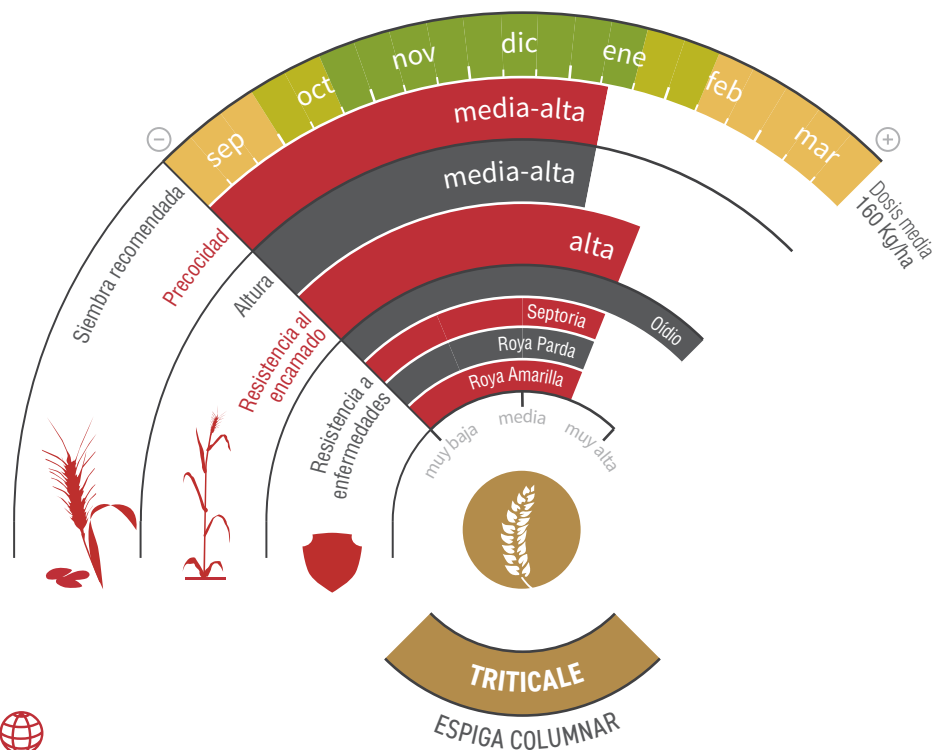 sep
oct
nov
dic
ene
feb
mar
Siembra recomendada
Dosis media
160 Kg/ha
Precocidad
media-alta
Altura
media-alta
Resistencia al
encamado
alta
Resistencia a
enfermedades
Oídio
Septoria
Roya Parda
Roya Amarilla
muy baja
media
muy alta
TRITICALE
ESPIGA COLUMNAR